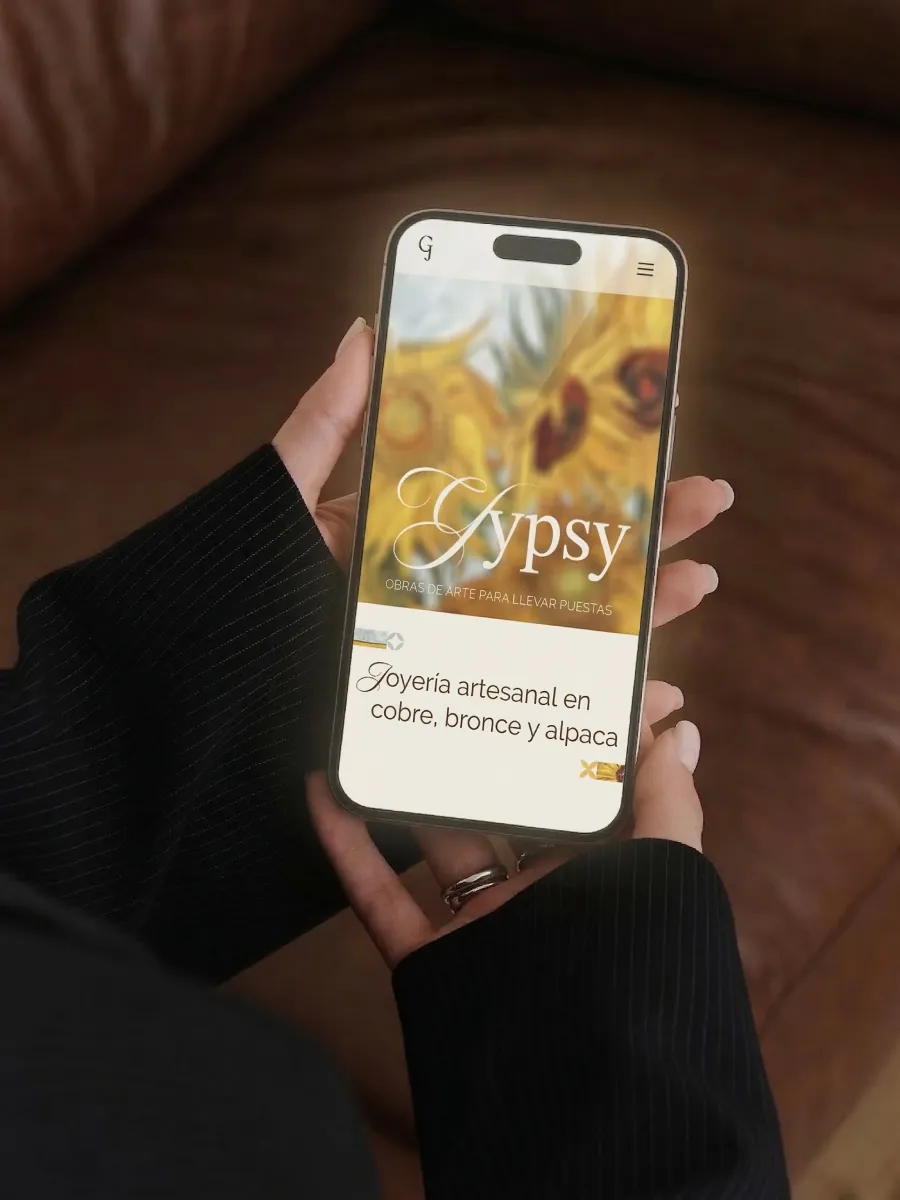 GJ
Gypsy
OBRAS DE ARTE PARA LLEVAR PUESTAS
Joyería artesanal en
cobre, bronce y alpaca